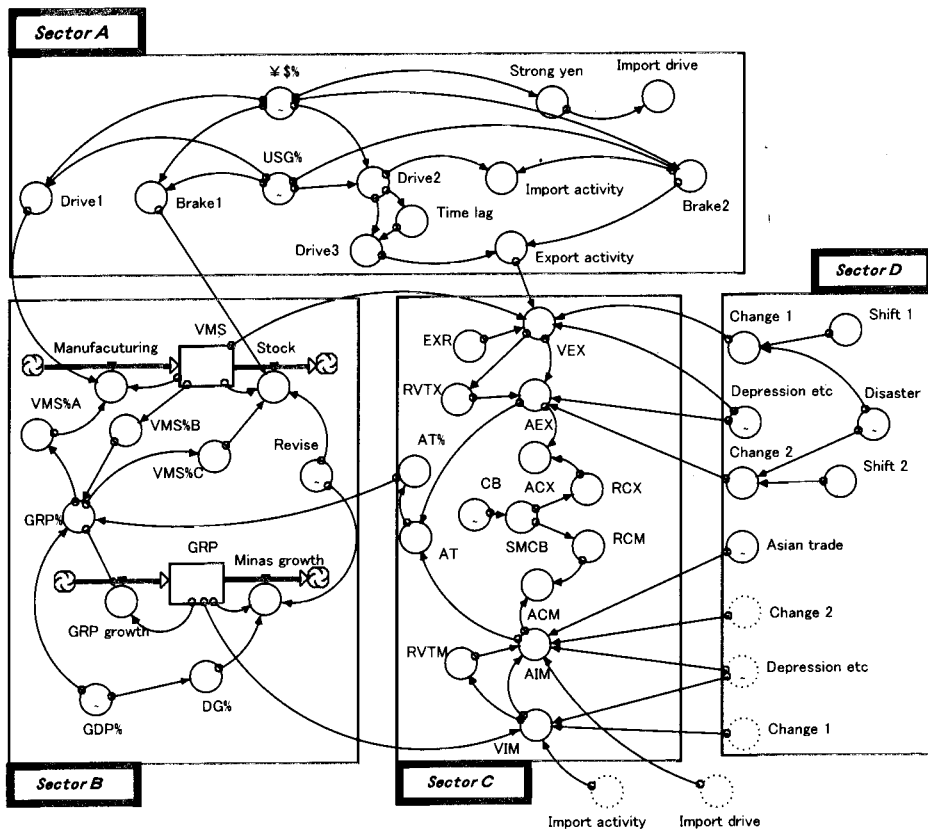 Sector A
¥$%
Strong yen
Import drive
USG%
Drive1
Brake1
Drive2
Import activity
Brake2
Time lag
Drive3
Export activity
Sector D
VMS
Manufacuturing
Stock
EXR
VEX
Change 1
Shift 1
VMS%A
VMS%B
RVTX
Depression etc
Disaster
VMS%C
Revise
AT%
AEX
Change 2
Shift 2
CB
ACX
RCX
GRP%
GRP
Minas growth
AT
SMCB
RCM
Asian trade
GRP growth
ACM
Change 2
RVTM
AIM
Depression etc
GDP%
DG%
VIM
Change 1
Sector B
Sector C
Import activity
Import drive